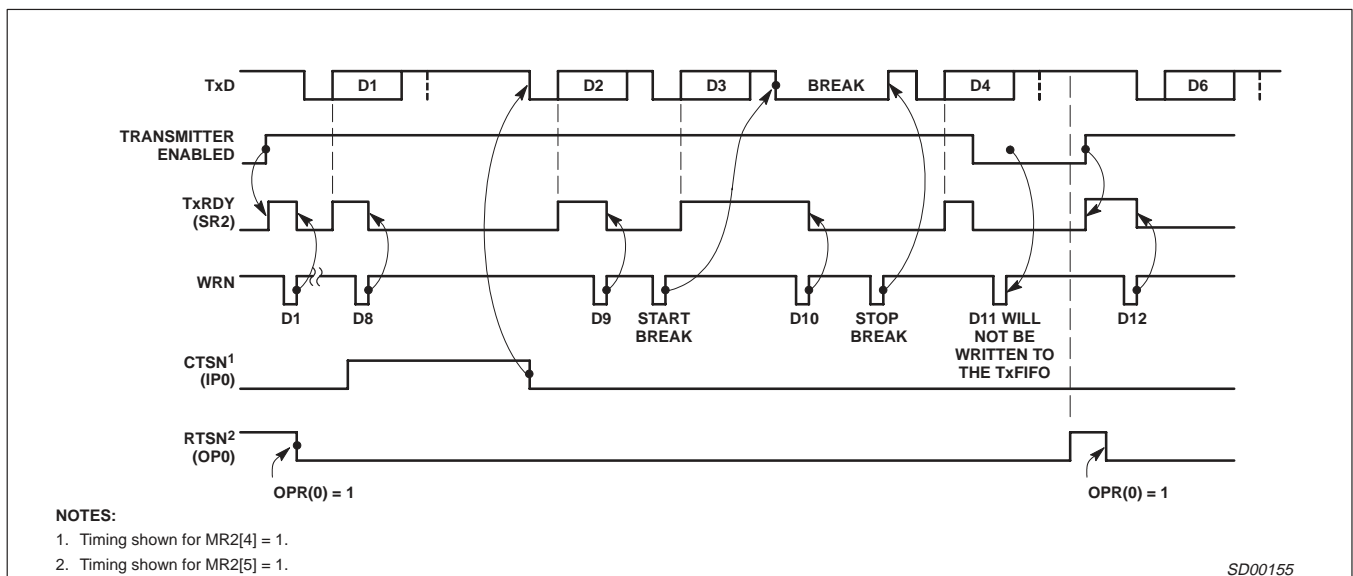 TxD D1 D2 D3 BREAK D4 D6
TRANSMITTER
ENABLED
TxRDY
(SR2)
WRN
D1 D8 D9 START
BREAK D10 STOP
BREAK D11 WILL
NOT BE
WRITTEN TO
THE TxFIFO D12
CTSN1
(IP0)
RTSN2
(OP0)
OPR(0) = 1 OPR(0) = 1
NOTES:
1. Timing shown for MR2[4] = 1.
2. Timing shown for MR2[5] = 1.
SD00155